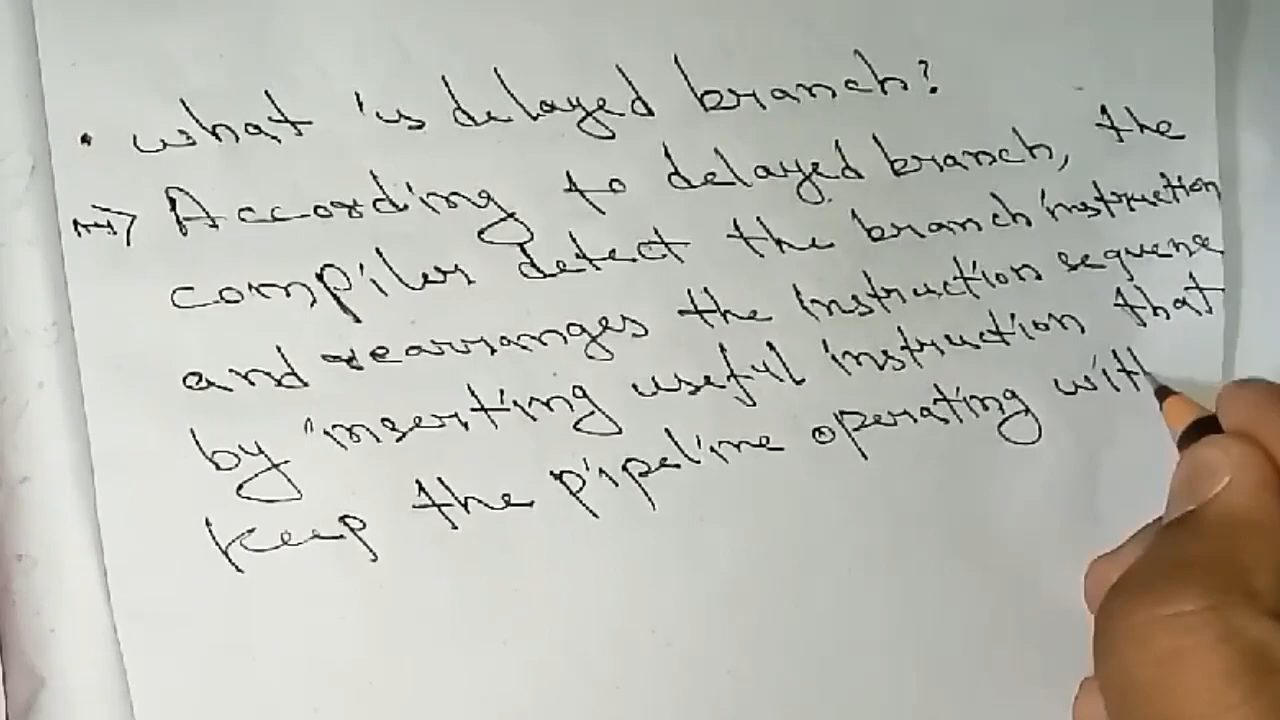 • What is delayed branch?
⇒ According to delayed branch, the
compiler detect the branch instruction
and rearranges the instruction sequence
by inserting useful instruction that
keep the pipeline operating with